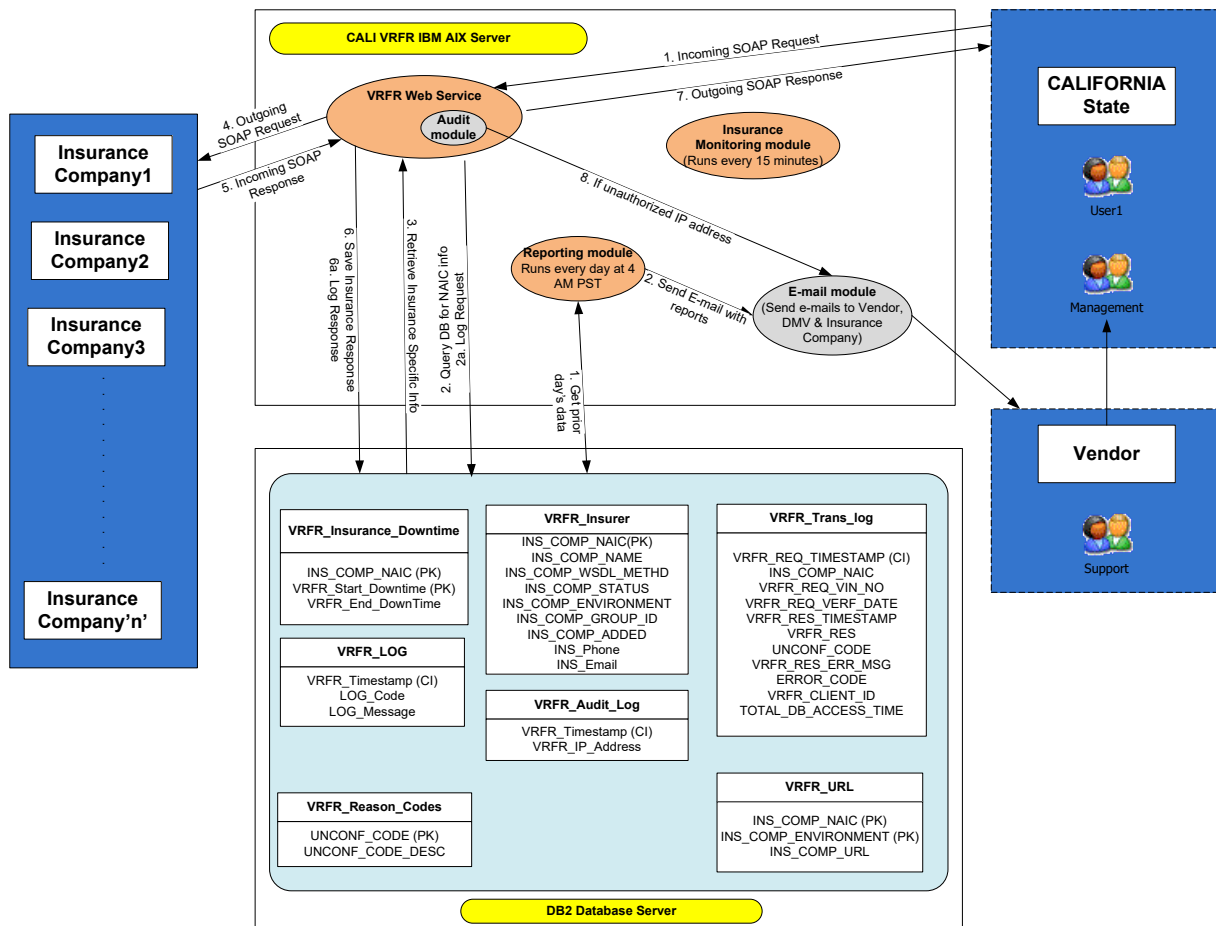 CALI VRFR IBM AIX Server
1. Incoming SOAP Request
7. Outgoing SOAP Response
VRFR Web Service
Audit
module
4. Outgoing
SOAP Request
5. Incoming SOAP
Response
Insurance
Monitoring module
(Runs every 15 minutes)
8. If unauthorized IP address
Reporting module
Runs every day at 4
AM PST
2. Send E-mail with
reports
E-mail module
(Send e-mails to Vendor,
DMV & Insurance
Company)
6. Save Insurance Response
6a. Log Response
3. Retrieve Insurance Specific Info
2. Query DB for NAIC info
2a. Log Request
1. Get prior
day's data
Insurance
Company1
Insurance
Company2
Insurance
Company3
Insurance
Company'n'
CALIFORNIA
State
User1
Management
Vendor
Support
VRFR_Insurance_Downtime
INS_COMP_NAIC (PK)
VRFR_Start_Downtime (PK)
VRFR_End_DownTime
VRFR_LOG
VRFR_Timestamp (CI)
LOG_Code
LOG_Message
VRFR_Reason_Codes
UNCONF_CODE (PK)
UNCONF_CODE_DESC
VRFR_Insurer
INS_COMP_NAIC(PK)
INS_COMP_NAME
INS_COMP_WSDL_METHD
INS_COMP_STATUS
INS_COMP_ENVIRONMENT
INS_COMP_GROUP_ID
INS_COMP_ADDED
INS_Phone
INS_Email
VRFR_Audit_Log
VRFR_Timestamp (CI)
VRFR_IP_Address
VRFR_Trans_log
VRFR_REQ_TIMESTAMP (CI)
INS_COMP_NAIC
VRFR_REQ_VIN_NO
VRFR_REQ_VERF_DATE
VRFR_RES_TIMESTAMP
VRFR_RES
UNCONF_CODE
VRFR_RES_ERR_MSG
ERROR_CODE
VRFR_CLIENT_ID
TOTAL_DB_ACCESS_TIME
VRFR_URL
INS_COMP_NAIC (PK)
INS_COMP_ENVIRONMENT (PK)
INS_COMP_URL
DB2 Database Server